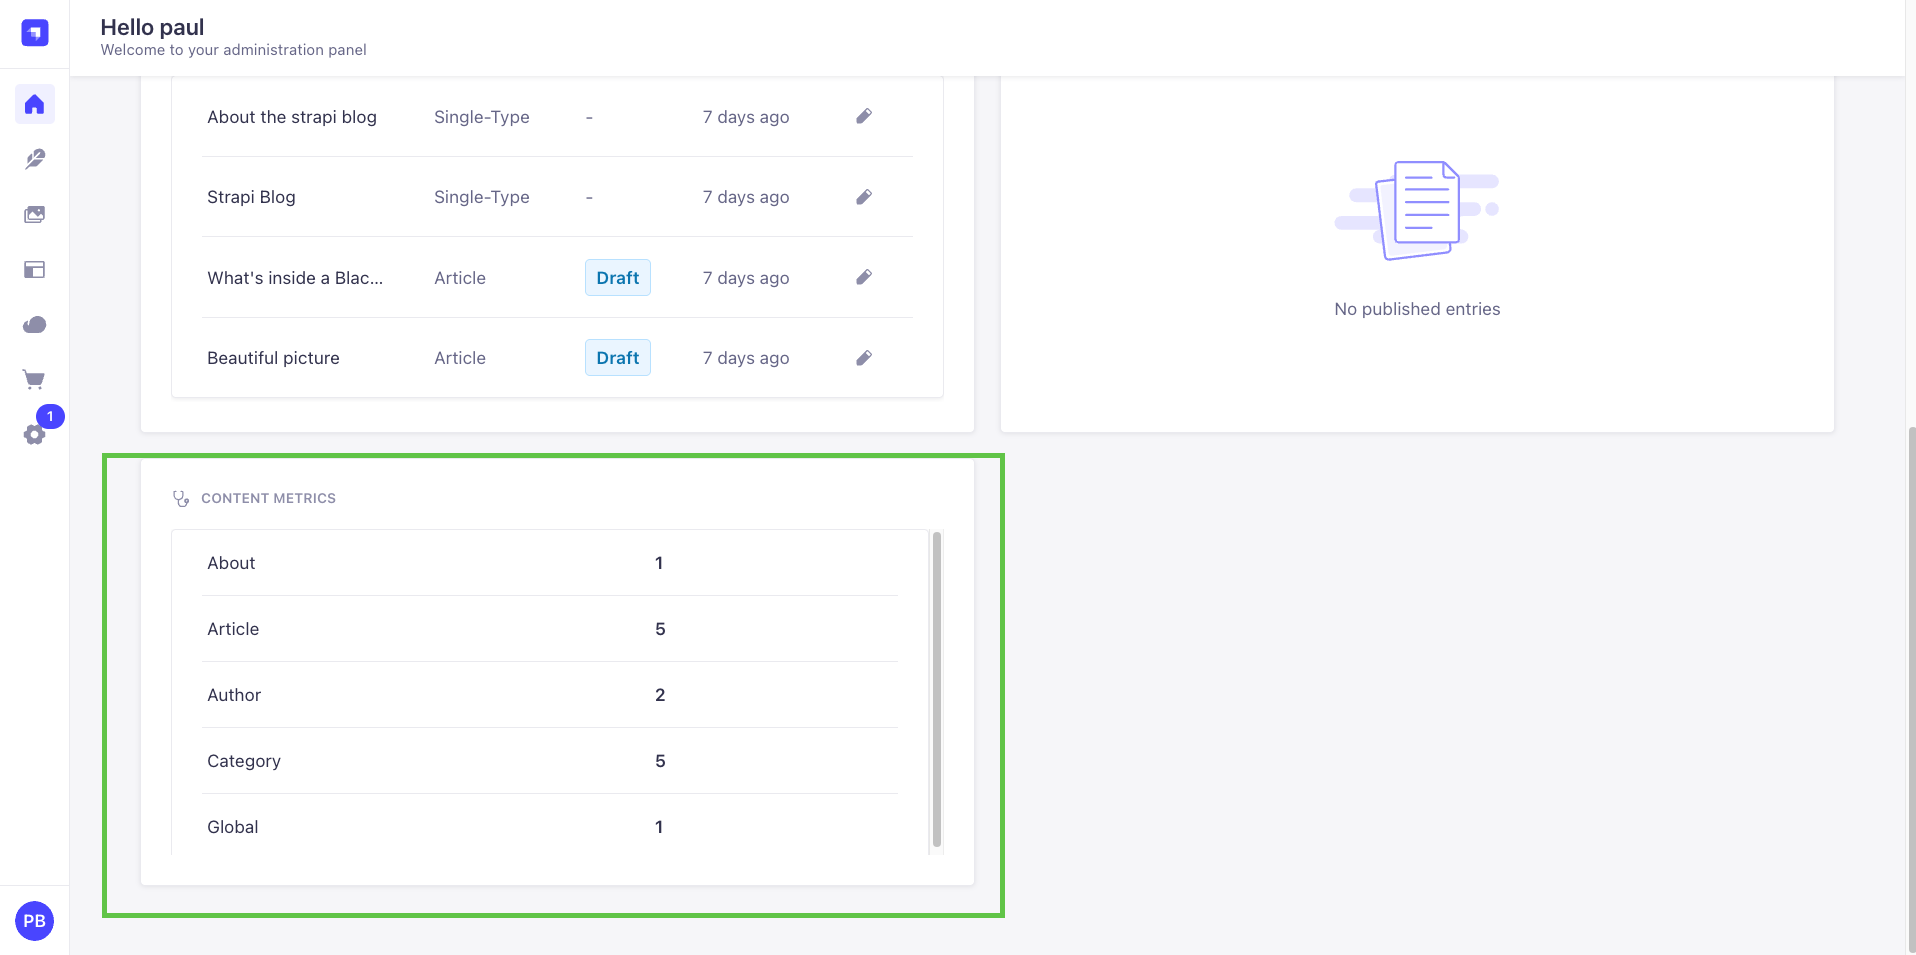 Hello paul
Welcome to your administration panel
About the strapi blog Single-Type - 7 days ago
Strapi Blog Single-Type - 7 days ago
What's inside a Blac... Article Draft 7 days ago
Beautiful picture Article Draft 7 days ago
No published entries
1
CONTENT METRICS
About 1
Article 5
Author 2
Category 5
Global 1
PB